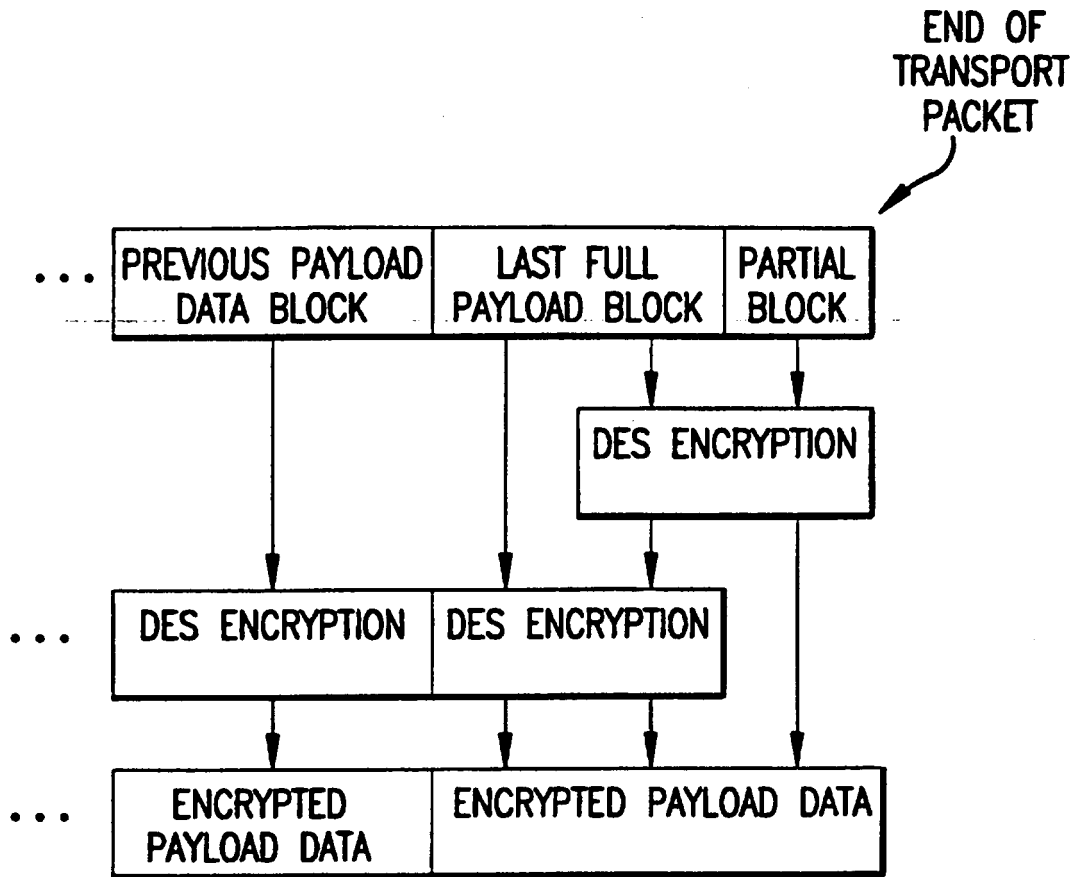 END OF
TRANSPORT
PACKET
... PREVIOUS PAYLOAD
DATA BLOCK
LAST FULL
PAYLOAD BLOCK
PARTIAL
BLOCK
DES ENCRYPTION
... DES ENCRYPTION
DES ENCRYPTION
... ENCRYPTED
PAYLOAD DATA
ENCRYPTED PAYLOAD DATA